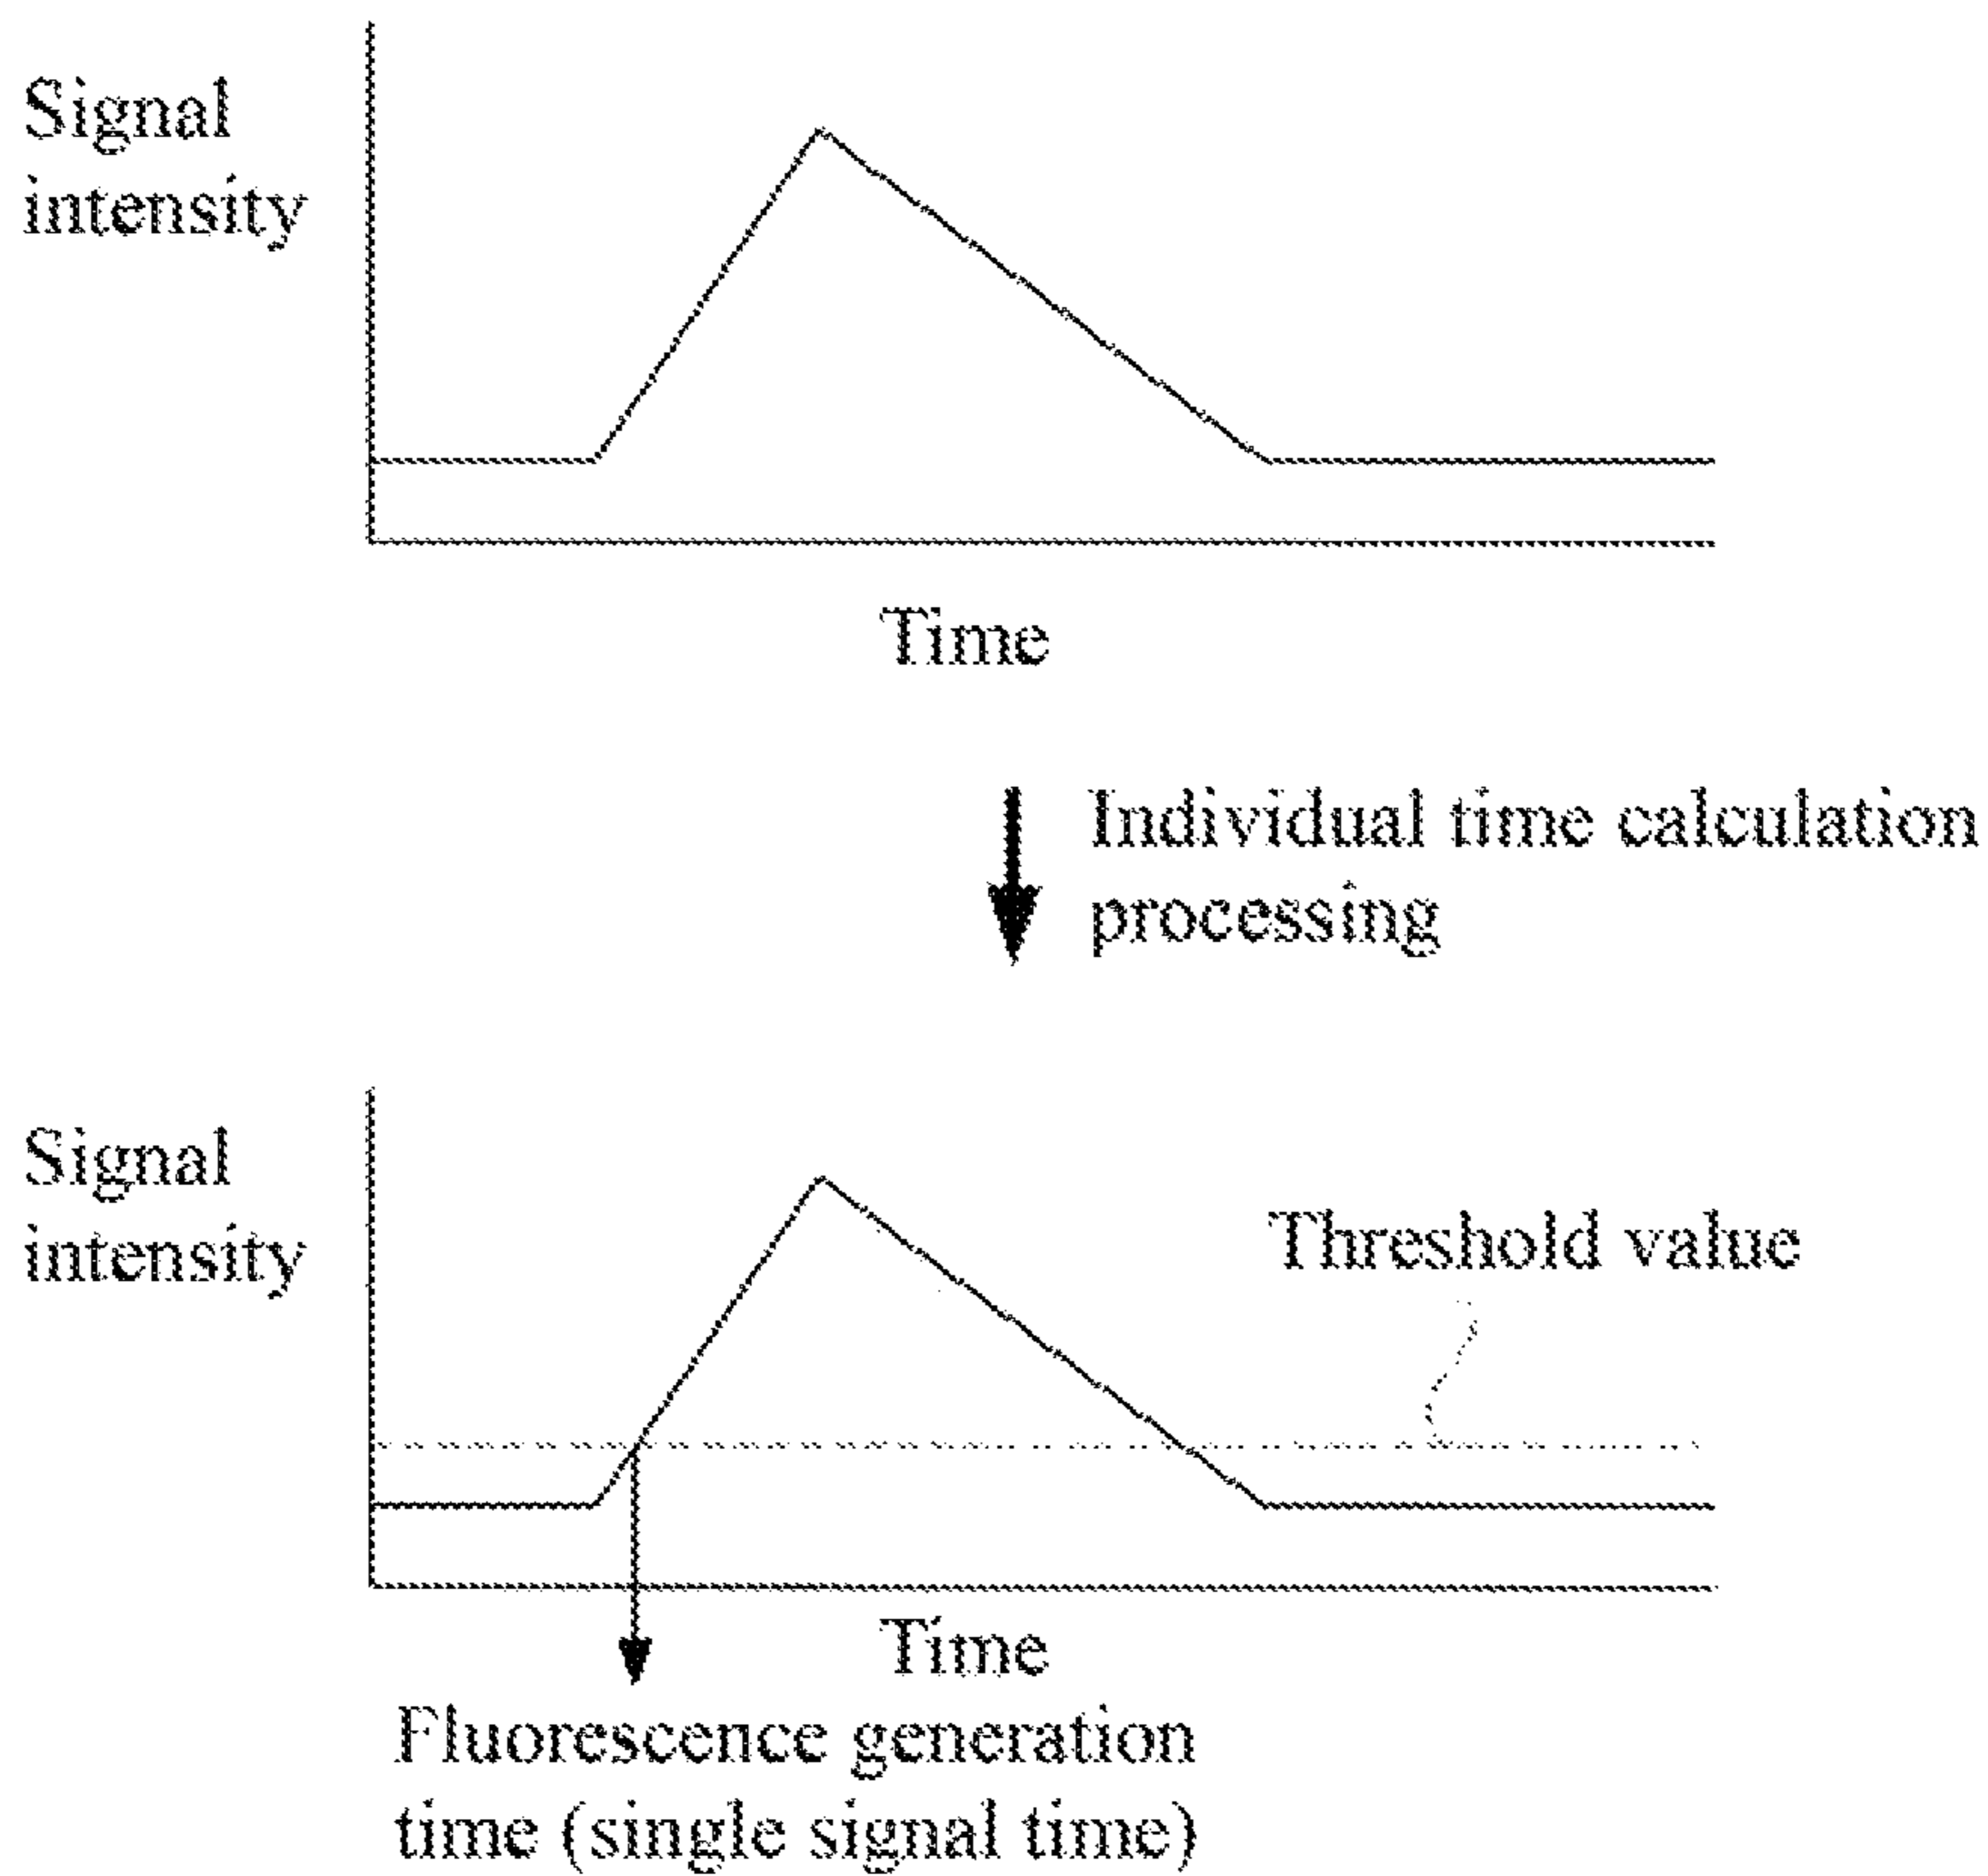 Signal
intensity
Time
Individual time calculation
processing
Signal
intensity
Threshold value
Time
Fluorescence generation
time (single signal time)